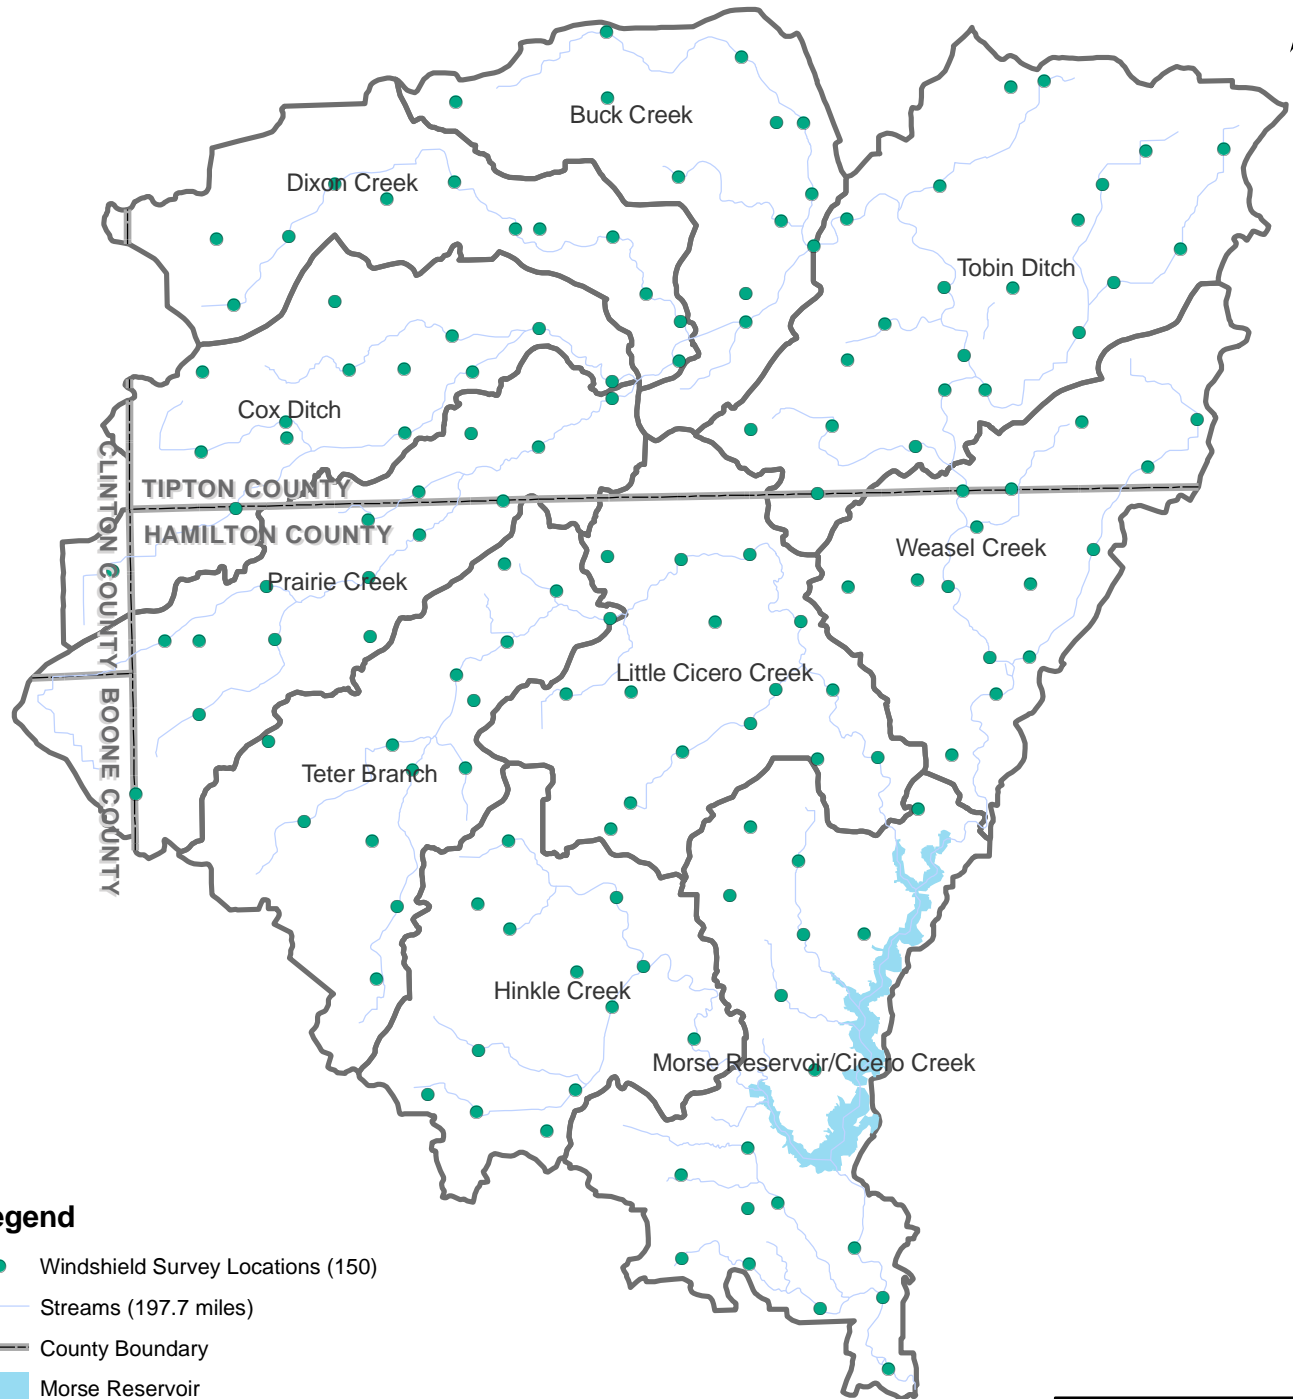 Buck Creek
Dixon Creek
Tobin Ditch
Cox Ditch
TIPTON COUNTY
HAMILTON COUNTY
CLINTON COUNTY
BOONE COUNTY
Weasel Creek
Prairie Creek
Little Cicero Creek
Teter Branch
Hinkle Creek
Morse Reservoir/Cicero Creek
egend
Windshield Survey Locations (150)
Streams (197.7 miles)
County Boundary
Morse Reservoir